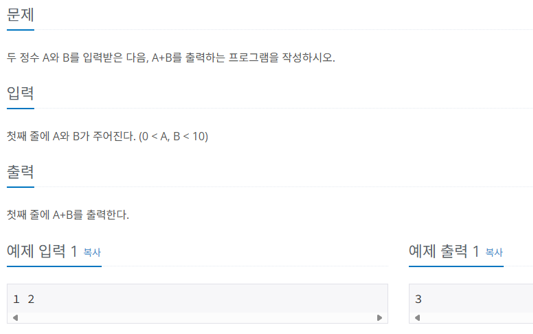 문제
두 정수 A와 B를 입력받은 다음, A+B를 출력하는 프로그램을 작성하시오.
입력
첫째 줄에 A와 B가 주어진다. (0 < A, B < 10)
출력
첫째 줄에 A+B를 출력한다.
예제 입력 1 복사
1 2
예제 출력 1 복사
3